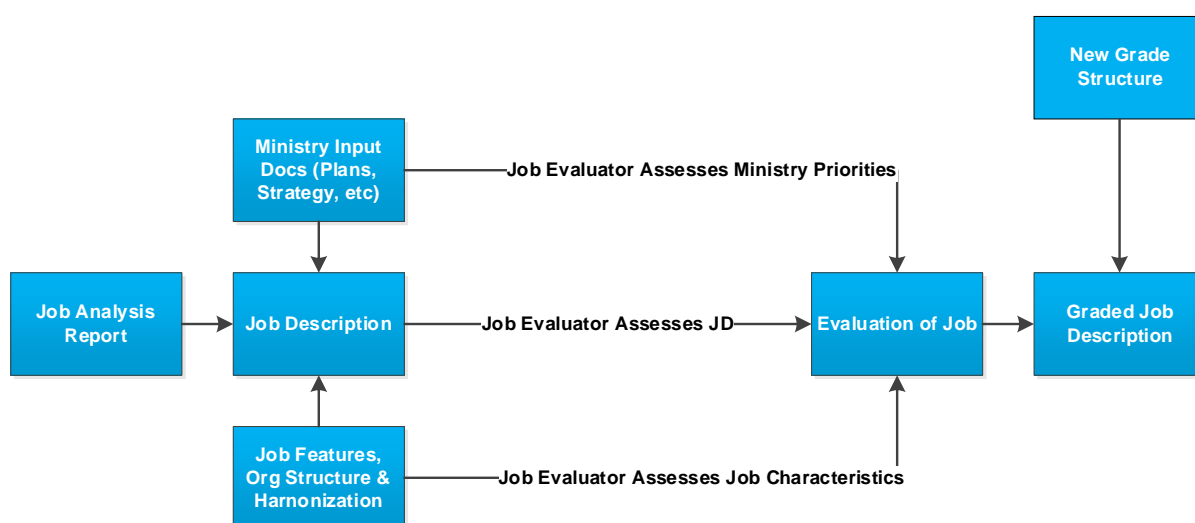 New Grade
Structure
Ministry Input
Docs (Plans,
Strategy, etc)
Job Evaluator Assesses Ministry Priorities
Job Analysis
Report
Job Description
Job Evaluator Assesses JD
Evaluation of Job
Graded Job
Description
Job Features,
Org Structure &
Harnonization
Job Evaluator Assesses Job Characteristics